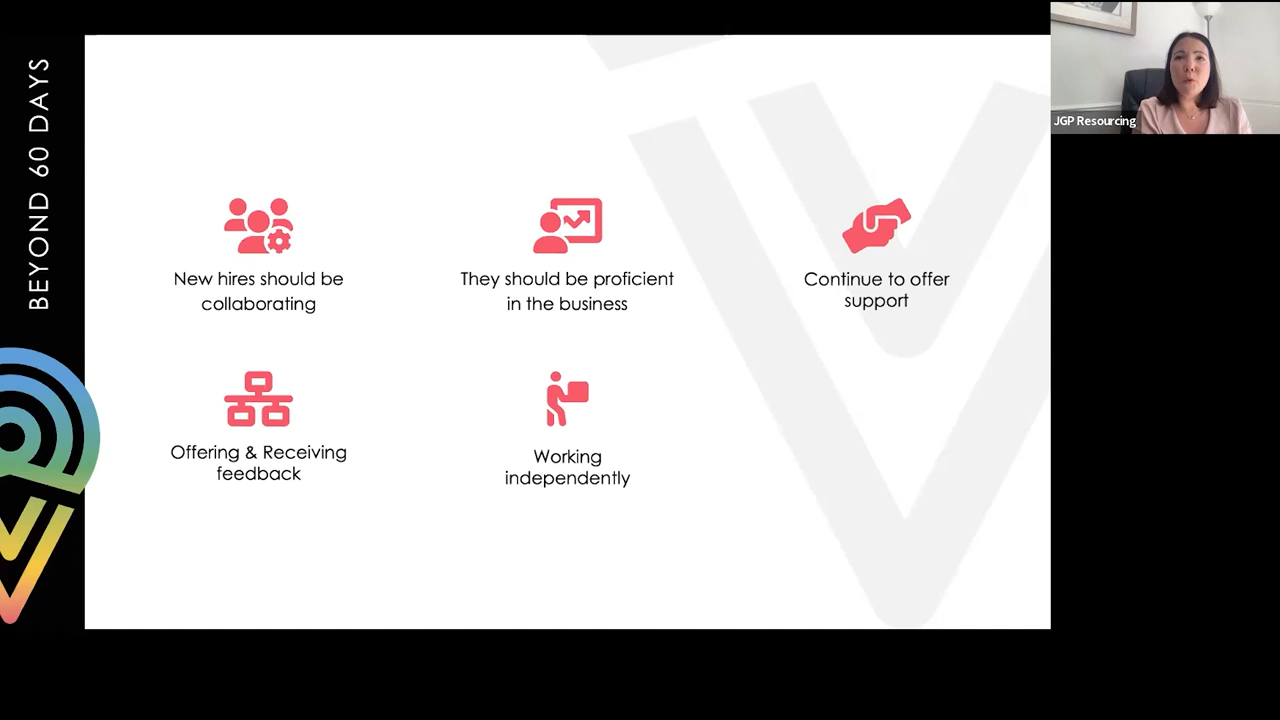 BEYOND 60 DAYS
JGP Resourcing
New hires should be
collaborating
They should be proficient
in the business
Continue to offer
support
Offering & Receiving
feedback
Working
independently